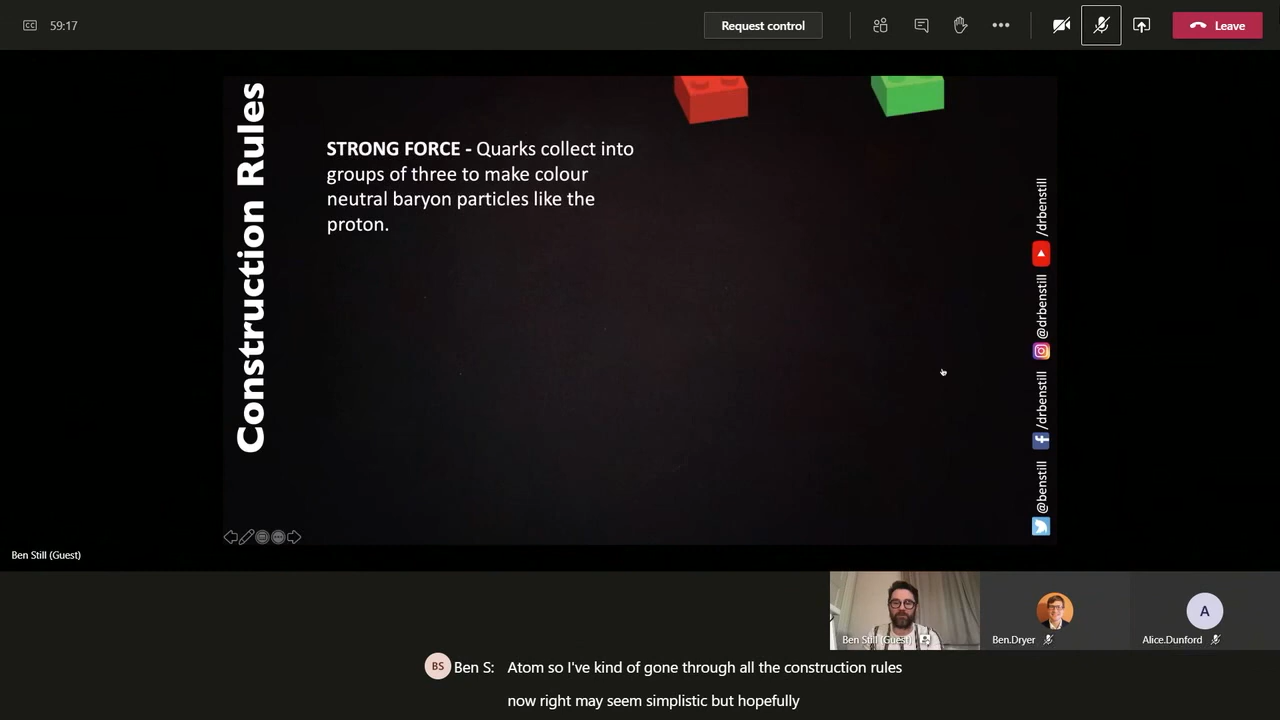 59:17
Request control
Leave
Construction Rules
STRONG FORCE - Quarks collect into
groups of three to make colour
neutral baryon particles like the
proton.
/drbenstill
@drbenstill
/drbenstill
@benstill
Ben Still (Guest)
Ben Still (Guest)
Ben.Dryer
A
Alice.Dunford
BS Ben S: Atom so I've kind of gone through all the construction rules
now right may seem simplistic but hopefully